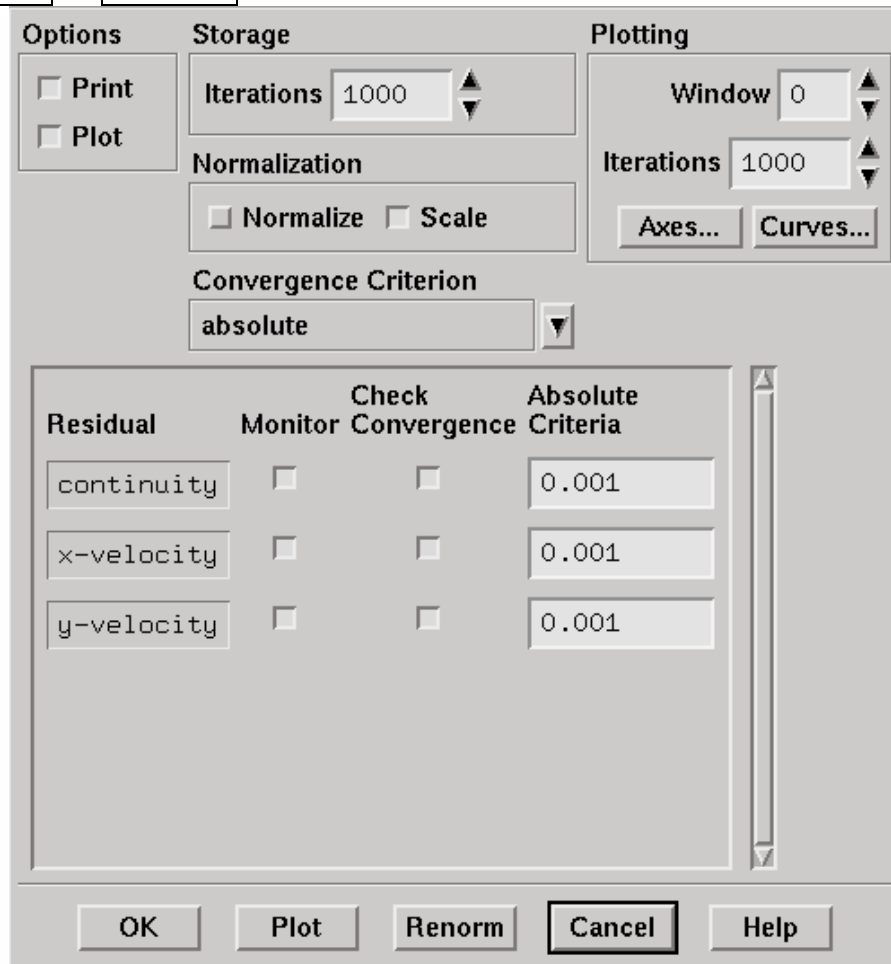 Options
Print
Plot
Storage
Iterations 1000
Normalization
Normalize Scale
Convergence Criterion
absolute
Plotting
Window 0
Iterations 1000
Axes... Curves...
Residual Monitor Check Convergence Absolute Criteria
continuity 0.001
x-velocity 0.001
y-velocity 0.001
OK Plot Renorm Cancel Help